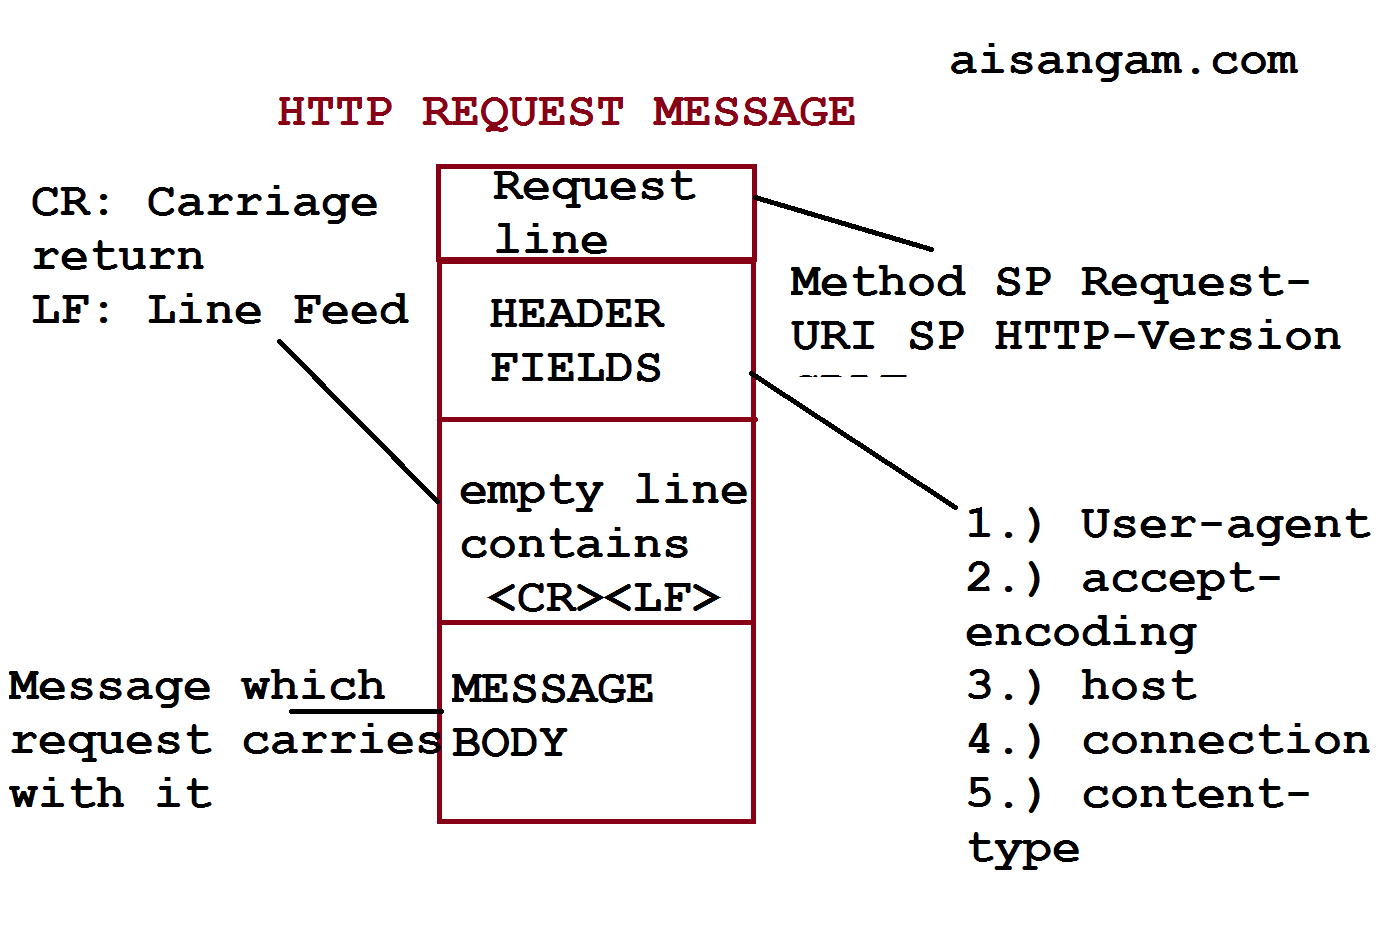 aisangam.com
HTTP REQUEST MESSAGE
CR: Carriage
return
LF: Line Feed
Request
line
Method SP Request-
URI SP HTTP-Version
HEADER
FIELDS
empty line
contains
<CR><LF>
1.) User-agent
2.) accept-
encoding
3.) host
4.) connection
5.) content-
type
Message which
request carries
with it
MESSAGE
BODY